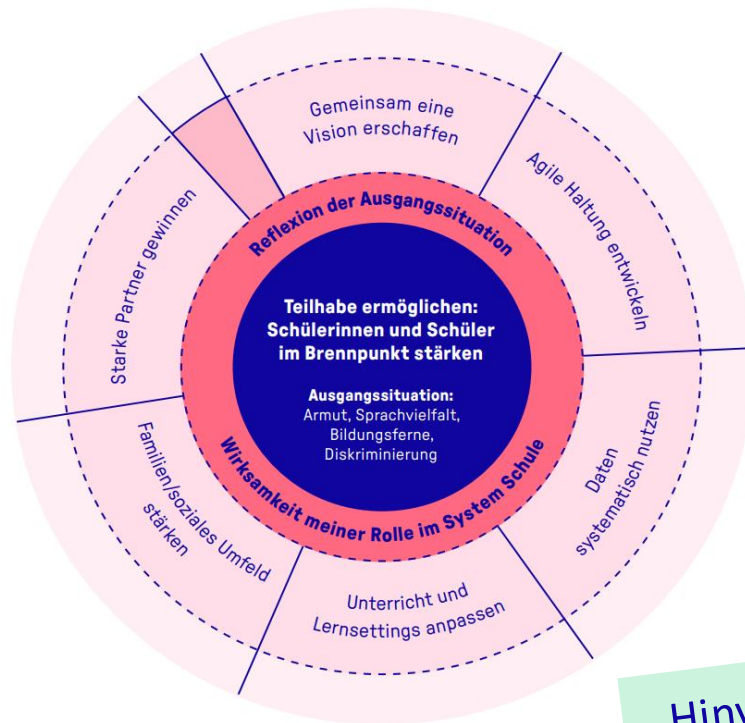 Gemeinsam eine
Vision erschaffen
Agile Haltung entwickeln
Daten
systematisch nutzen
Unterricht und
Lernsettings anpassen
Familien/soziales Umfeld
stärken
Starke Partner gewinnen
Reflexion der Ausgangssituation
Teilhabe ermöglichen:
Schülerinnen und Schüler
im Brennpunkt stärken
Ausgangssituation:
Armut, Sprachvielfalt,
Bildungsferne,
Diskriminierung
Wirksamkeit meiner Rolle im System Schule